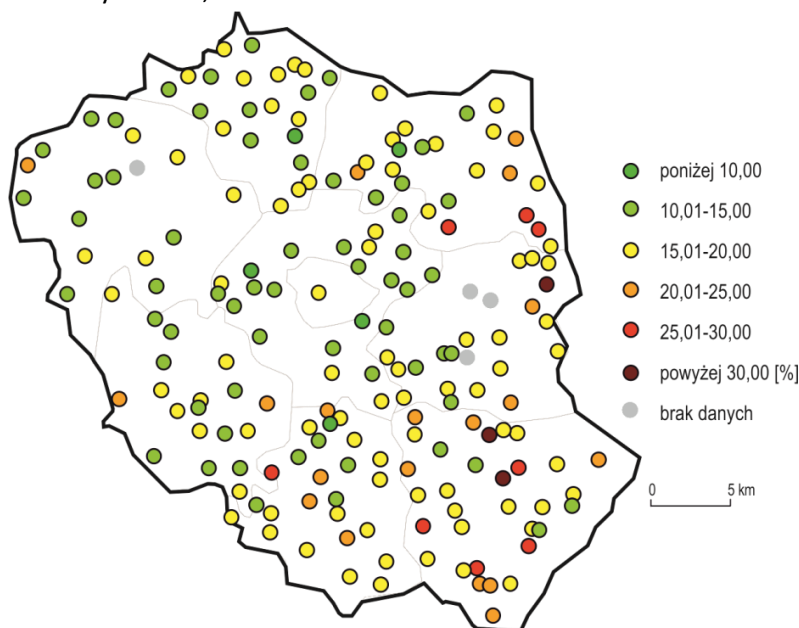 poniżej 10,00
10,01-15,00
15,01-20,00
20,01-25,00
25,01-30,00
powyżej 30,00 [%]
brak danych
0 5 km